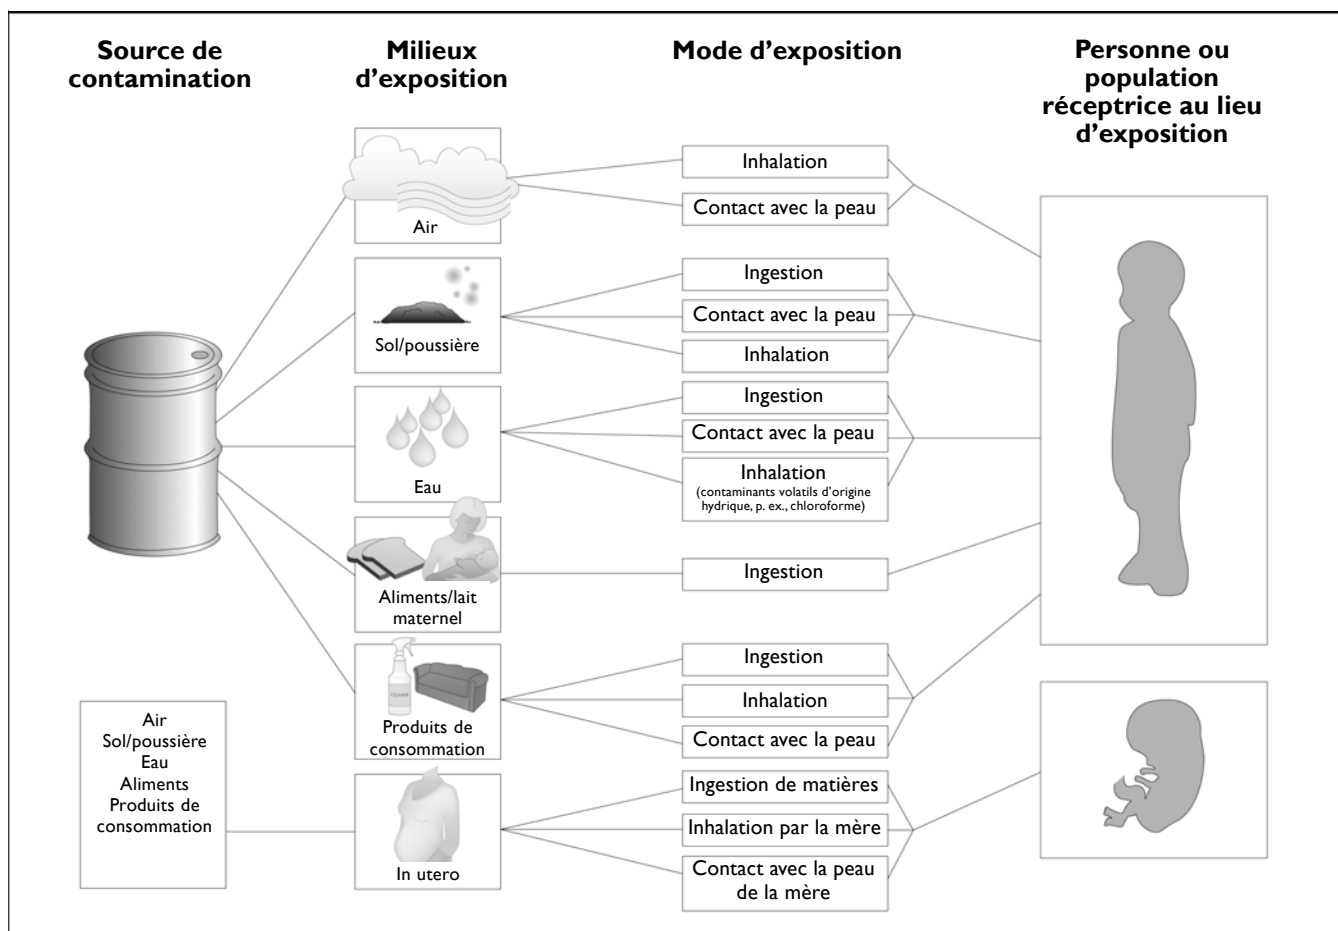 Source de
contamination
Milieux
d'exposition
Mode d'exposition
Personne ou
population
réceptrice au lieu
d'exposition
Air
Inhalation
Contact avec la peau
Sol/poussière
Ingestion
Contact avec la peau
Inhalation
Eau
Ingestion
Contact avec la peau
Inhalation
(contaminants volatils d'origine
hydrique, p. ex., chloroforme)
Aliments/lait
maternel
Ingestion
Produits de
consommation
Ingestion
Inhalation
Contact avec la peau
Air
Sol/poussière
Eau
Aliments
Produits de
consommation
In utero
Ingestion de matières
Inhalation par la mère
Contact avec la peau
de la mère